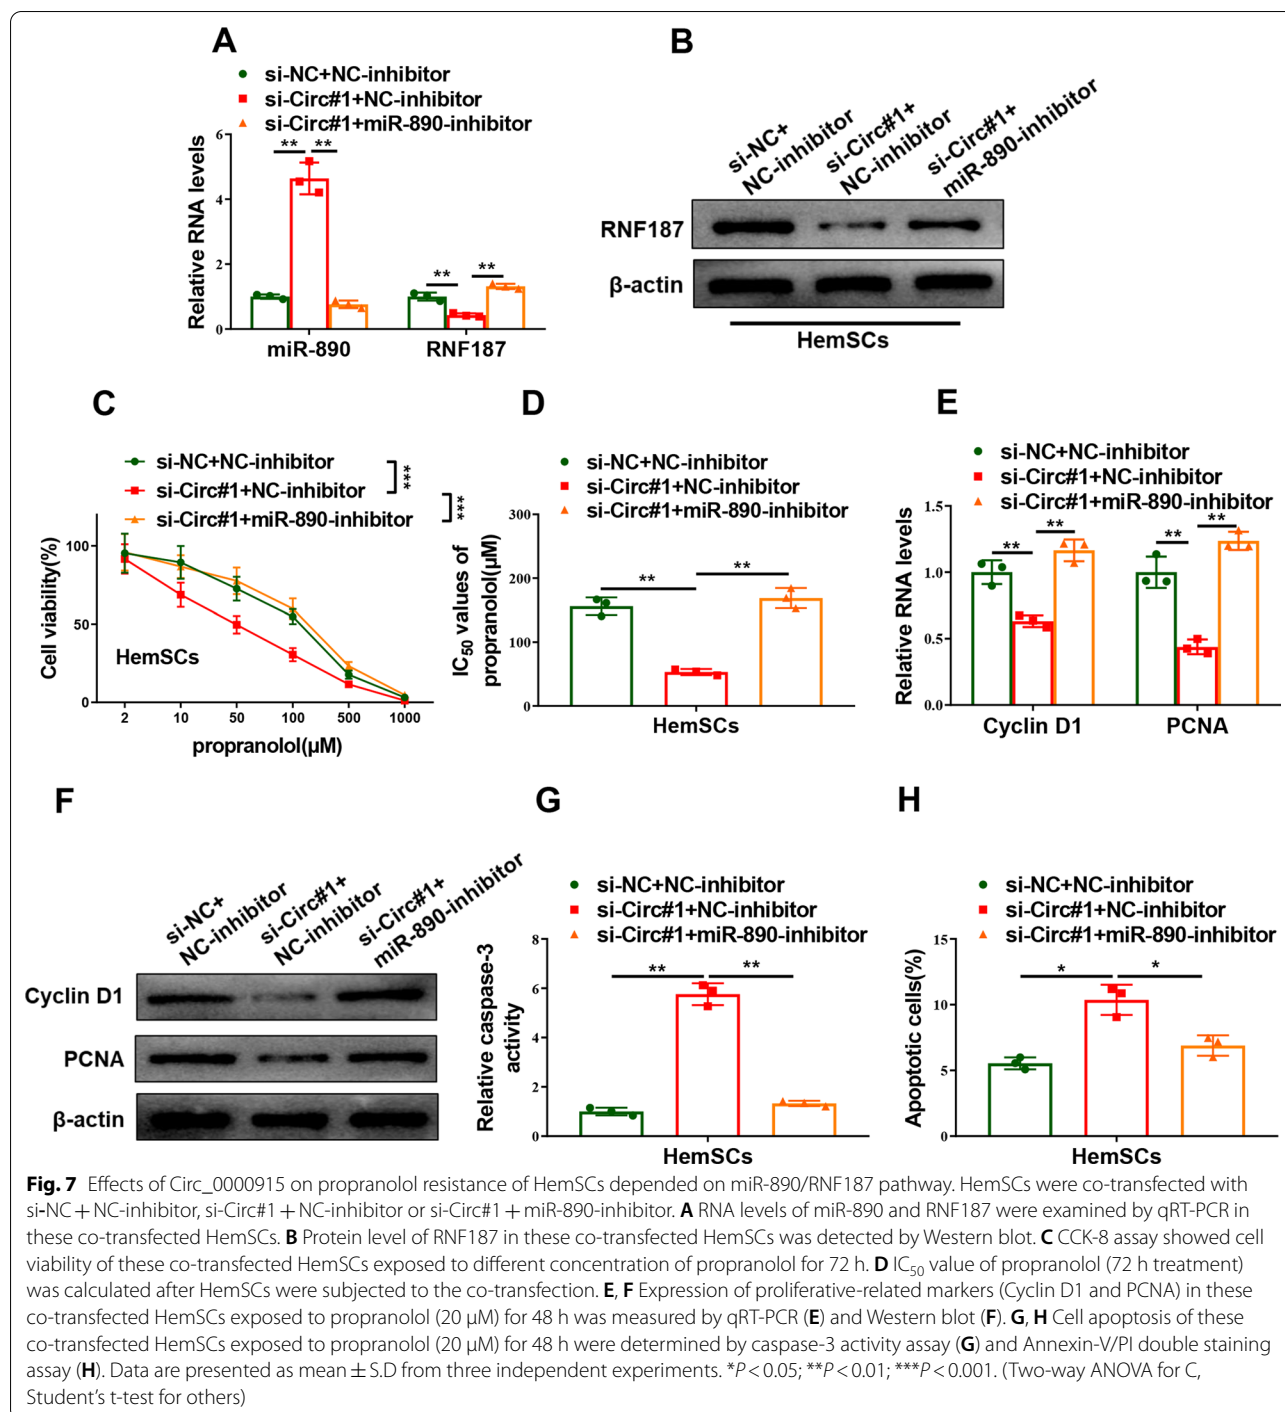 A
si-NC+NC-inhibitor
si-Circ#1+NC-inhibitor
si-Circ#1+miR-890-inhibitor
Relative RNA levels
6
4
2
0
** **
** **
miR-890 RNF187
B
si-NC+
NC-inhibitor
si-Circ#1+
NC-inhibitor
si-Circ#1+
miR-890-inhibitor
RNF187
β-actin
HemSCs
C
si-NC+NC-inhibitor
si-Circ#1+NC-inhibitor
si-Circ#1+miR-890-inhibitor
***
***
Cell viability(%)
100
50
0
HemSCs
2 10 50 100 500 1000
propranolol(μM)
D
si-NC+NC-inhibitor
si-Circ#1+NC-inhibitor
si-Circ#1+miR-890-inhibitor
IC50 values of
propranolol(μM)
300
200
100
0
** **
HemSCs
E
si-NC+NC-inhibitor
si-Circ#1+NC-inhibitor
si-Circ#1+miR-890-inhibitor
Relative RNA levels
1.5
1.0
0.5
0.0
** **
** **
Cyclin D1 PCNA
F
si-NC+
NC-inhibitor
si-Circ#1+
NC-inhibitor
si-Circ#1+
miR-890-inhibitor
Cyclin D1
PCNA
β-actin
G
si-NC+NC-inhibitor
si-Circ#1+NC-inhibitor
si-Circ#1+miR-890-inhibitor
Relative caspase-3
activity
8
6
4
2
0
** **
HemSCs
H
si-NC+NC-inhibitor
si-Circ#1+NC-inhibitor
si-Circ#1+miR-890-inhibitor
Apoptotic cells(%)
15
10
5
0
* *
HemSCs
Fig. 7 Effects of Circ_0000915 on propranolol resistance of HemSCs depended on miR-890/RNF187 pathway. HemSCs were co-transfected with
si-NC + NC-inhibitor, si-Circ#1 + NC-inhibitor or si-Circ#1 + miR-890-inhibitor. A RNA levels of miR-890 and RNF187 were examined by qRT-PCR in
these co-transfected HemSCs. B Protein level of RNF187 in these co-transfected HemSCs was detected by Western blot. C CCK-8 assay showed cell
viability of these co-transfected HemSCs exposed to different concentration of propranolol for 72 h. D IC50 value of propranolol (72 h treatment)
was calculated after HemSCs were subjected to the co-transfection. E, F Expression of proliferative-related markers (Cyclin D1 and PCNA) in these
co-transfected HemSCs exposed to propranolol (20 μM) for 48 h was measured by qRT-PCR (E) and Western blot (F). G, H Cell apoptosis of these
co-transfected HemSCs exposed to propranolol (20 μM) for 48 h were determined by caspase-3 activity assay (G) and Annexin-V/PI double staining
assay (H). Data are presented as mean ± S.D from three independent experiments. *P < 0.05; **P < 0.01; ***P < 0.001. (Two-way ANOVA for C,
Student's t-test for others)